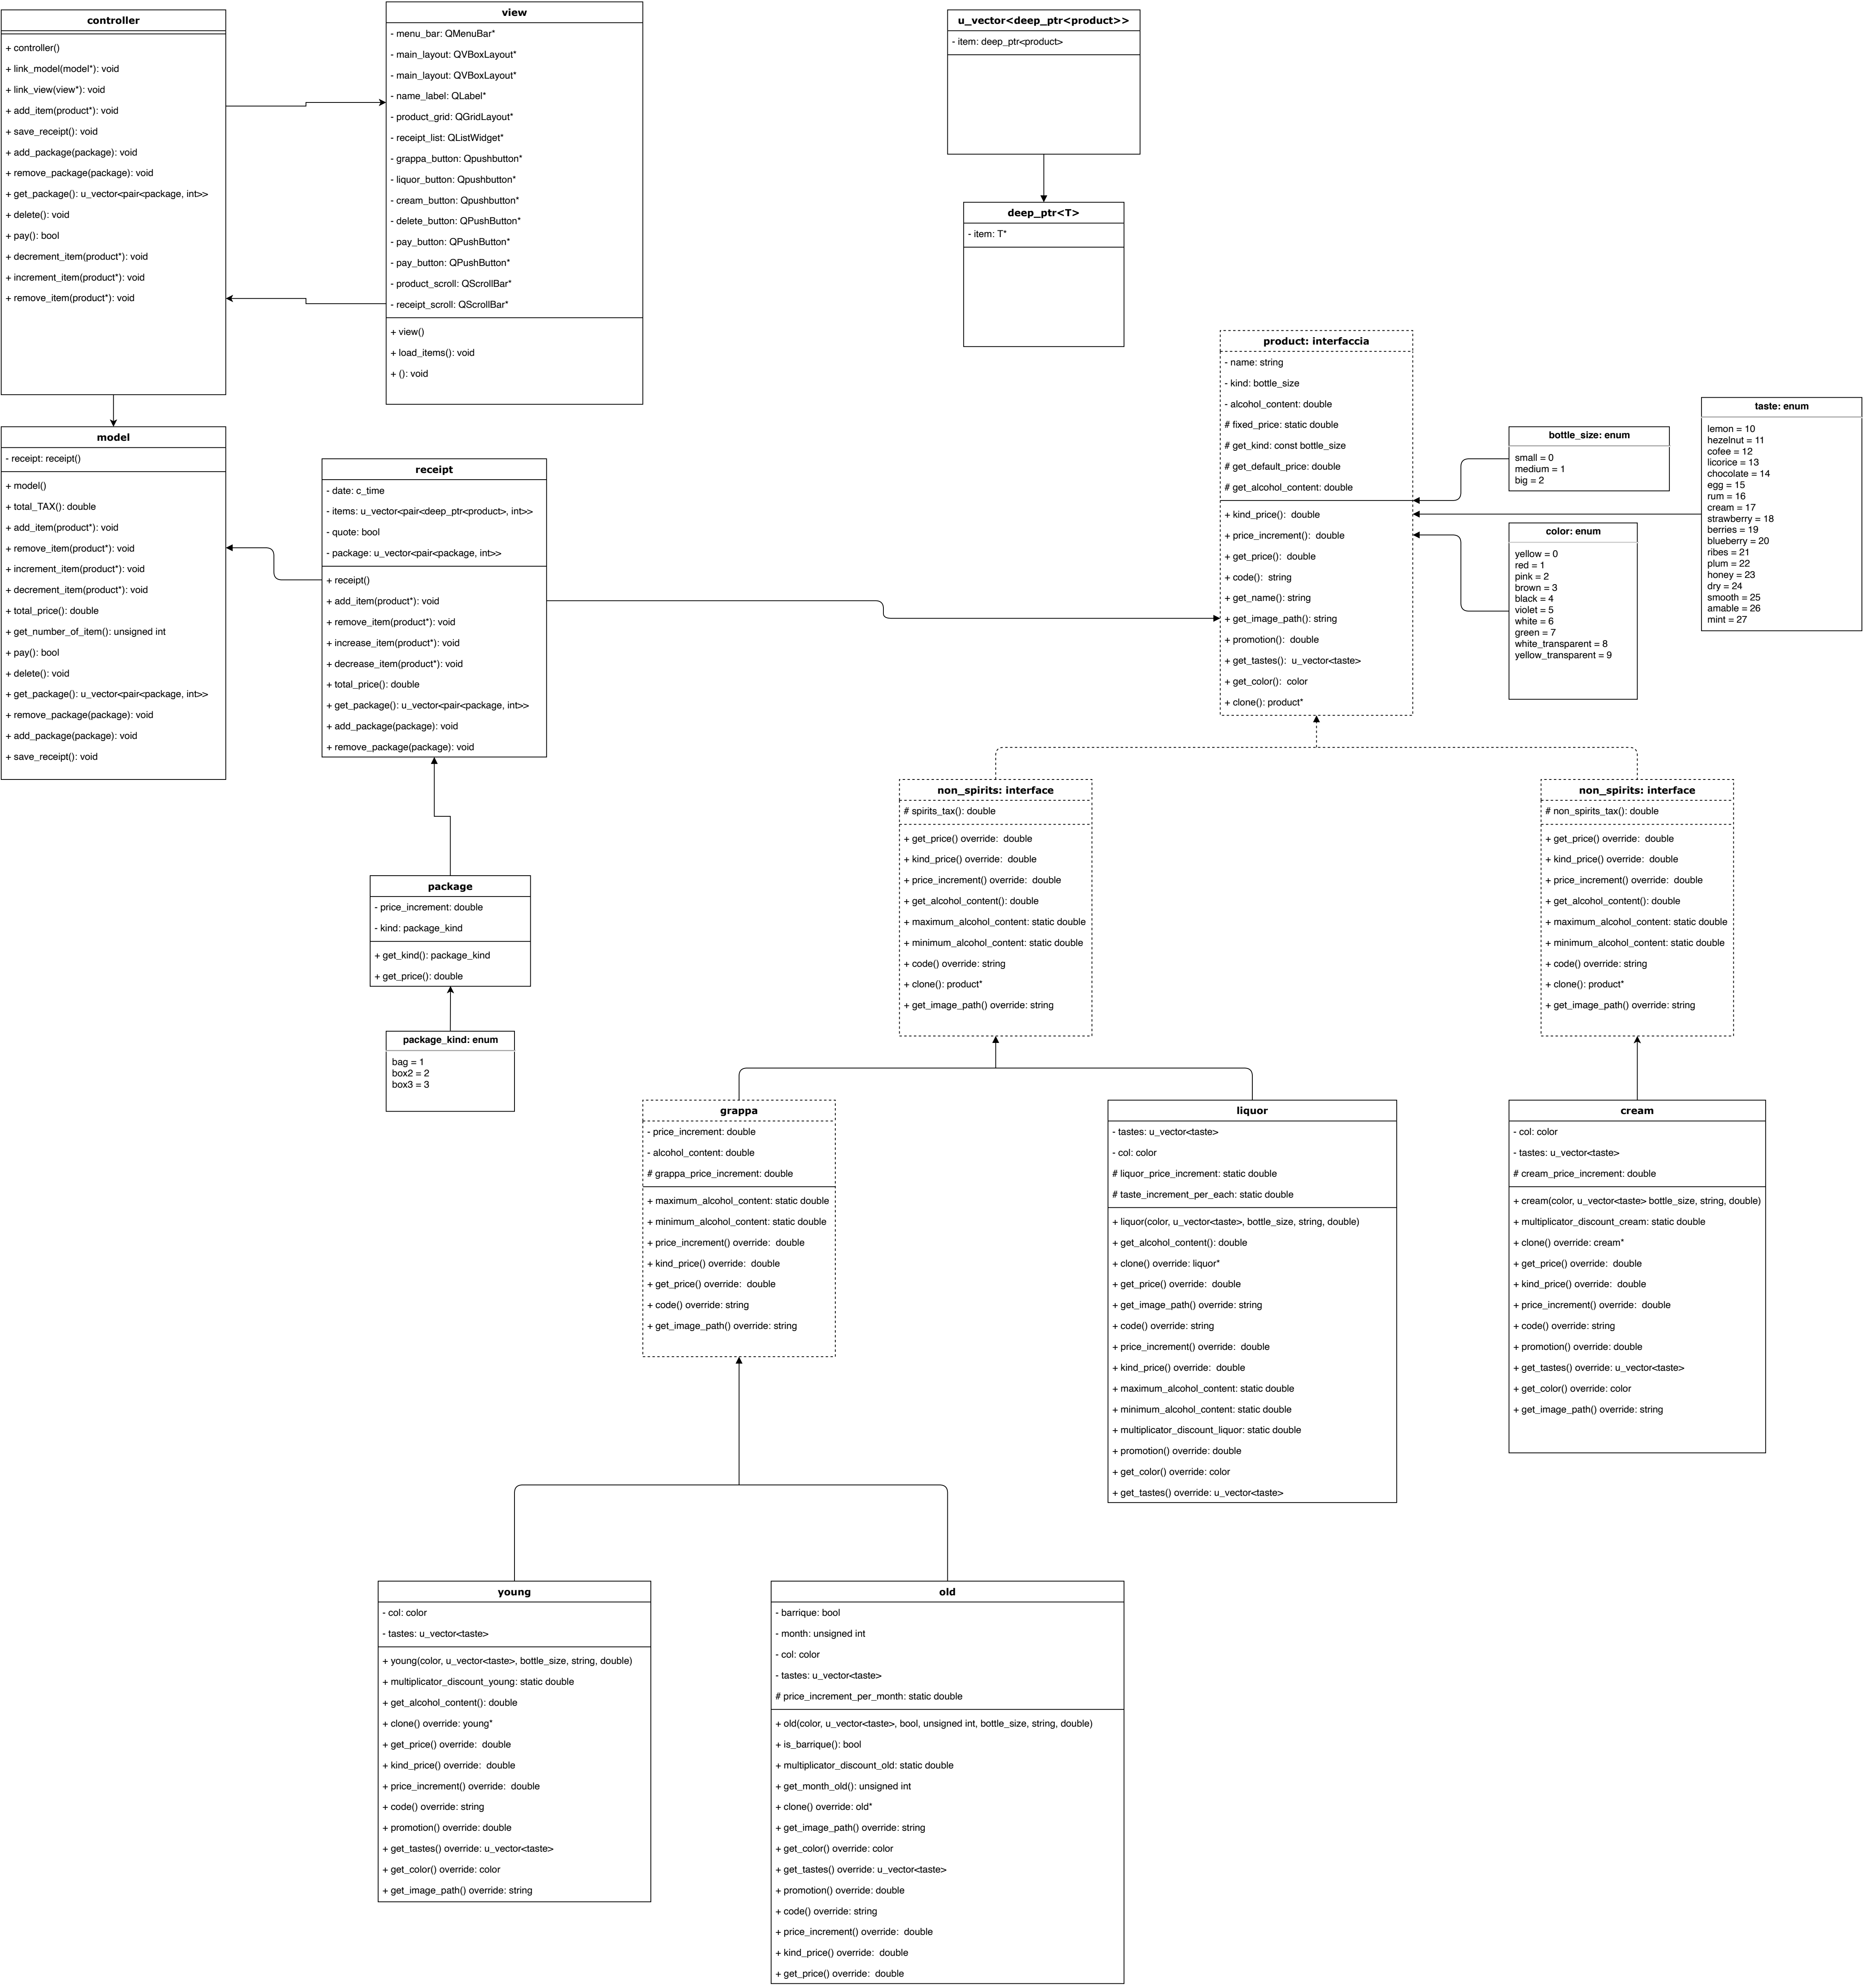 controller
+ controller()
+ link_model(model*): void
+ link_view(view*): void
+ add_item(product*): void
+ save_receipt(): void
+ add_package(package): void
+ remove_package(package): void
+ get_package(): u_vector<pair<package, int>>
+ delete(): void
+ pay(): bool
+ decrement_item(product*): void
+ increment_item(product*): void
+ remove_item(product*): void
view
- menu_bar: QMenuBar*
- main_layout: QVBoxLayout*
- main_layout: QVBoxLayout*
- name_label: QLabel*
- product_grid: QGridLayout*
- receipt_list: QListWidget*
- grappa_button: Qpushbutton*
- liquor_button: Qpushbutton*
- cream_button: Qpushbutton*
- delete_button: QPushButton*
- pay_button: QPushButton*
- pay_button: QPushButton*
- product_scroll: QScrollBar*
- receipt_scroll: QScrollBar*
+ view()
+ load_items(): void
+ (): void
u_vector<deep_ptr<product>>
- item: deep_ptr<product>
deep_ptr<T>
- item: T*
product: interfaccia
- name: string
- kind: bottle_size
- alcohol_content: double
# fixed_price: static double
# get_kind: const bottle_size
# get_default_price: double
# get_alcohol_content: double
+ kind_price():  double
+ price_increment():  double
+ get_price():  double
+ code():  string
+ get_name(): string
+ get_image_path(): string
+ promotion():  double
+ get_tastes():  u_vector<taste>
+ get_color():  color
+ clone(): product*
bottle_size: enum
small = 0
medium = 1
big = 2
color: enum
yellow = 0
red = 1
pink = 2
brown = 3
black = 4
violet = 5
white = 6
green = 7
white_transparent = 8
yellow_transparent = 9
taste: enum
lemon = 10
hezelnut = 11
cofee = 12
licorice = 13
chocolate = 14
egg = 15
rum = 16
cream = 17
strawberry = 18
berries = 19
blueberry = 20
ribes = 21
plum = 22
honey = 23
dry = 24
smooth = 25
amable = 26
mint = 27
model
- receipt: receipt()
+ model()
+ total_TAX(): double
+ add_item(product*): void
+ remove_item(product*): void
+ increment_item(product*): void
+ decrement_item(product*): void
+ total_price(): double
+ get_number_of_item(): unsigned int
+ pay(): bool
+ delete(): void
+ get_package(): u_vector<pair<package, int>>
+ remove_package(package): void
+ add_package(package): void
+ save_receipt(): void
receipt
- date: c_time
- items: u_vector<pair<deep_ptr<product>, int>>
- quote: bool
- package: u_vector<pair<package, int>>
+ receipt()
+ add_item(product*): void
+ remove_item(product*): void
+ increase_item(product*): void
+ decrease_item(product*): void
+ total_price(): double
+ get_package(): u_vector<pair<package, int>>
+ add_package(package): void
+ remove_package(package): void
package
- price_increment: double
- kind: package_kind
+ get_kind(): package_kind
+ get_price(): double
package_kind: enum
bag = 1
box2 = 2
box3 = 3
non_spirits: interface
# spirits_tax(): double
+ get_price() override:  double
+ kind_price() override:  double
+ price_increment() override:  double
+ get_alcohol_content(): double
+ maximum_alcohol_content: static double
+ minimum_alcohol_content: static double
+ code() override: string
+ clone(): product*
+ get_image_path() override: string
non_spirits: interface
# non_spirits_tax(): double
+ get_price() override:  double
+ kind_price() override:  double
+ price_increment() override:  double
+ get_alcohol_content(): double
+ maximum_alcohol_content: static double
+ minimum_alcohol_content: static double
+ code() override: string
+ clone(): product*
+ get_image_path() override: string
grappa
- price_increment: double
- alcohol_content: double
# grappa_price_increment: double
+ maximum_alcohol_content: static double
+ minimum_alcohol_content: static double
+ price_increment() override:  double
+ kind_price() override:  double
+ get_price() override:  double
+ code() override: string
+ get_image_path() override: string
liquor
- tastes: u_vector<taste>
- col: color
# liquor_price_increment: static double
# taste_increment_per_each: static double
+ liquor(color, u_vector<taste>, bottle_size, string, double)
+ get_alcohol_content(): double
+ clone() override: liquor*
+ get_price() override:  double
+ get_image_path() override: string
+ code() override: string
+ price_increment() override:  double
+ kind_price() override:  double
+ maximum_alcohol_content: static double
+ minimum_alcohol_content: static double
+ multiplicator_discount_liquor: static double
+ promotion() override: double
+ get_color() override: color
+ get_tastes() override: u_vector<taste>
cream
- col: color
- tastes: u_vector<taste>
# cream_price_increment: double
+ cream(color, u_vector<taste> bottle_size, string, double)
+ multiplicator_discount_cream: static double
+ clone() override: cream*
+ get_price() override:  double
+ kind_price() override:  double
+ price_increment() override:  double
+ code() override: string
+ promotion() override: double
+ get_tastes() override: u_vector<taste>
+ get_color() override: color
+ get_image_path() override: string
young
- col: color
- tastes: u_vector<taste>
+ young(color, u_vector<taste>, bottle_size, string, double)
+ multiplicator_discount_young: static double
+ get_alcohol_content(): double
+ clone() override: young*
+ get_price() override:  double
+ kind_price() override:  double
+ price_increment() override:  double
+ code() override: string
+ promotion() override: double
+ get_tastes() override: u_vector<taste>
+ get_color() override: color
+ get_image_path() override: string
old
- barrique: bool
- month: unsigned int
- col: color
- tastes: u_vector<taste>
# price_increment_per_month: static double
+ old(color, u_vector<taste>, bool, unsigned int, bottle_size, string, double)
+ is_barrique(): bool
+ multiplicator_discount_old: static double
+ get_month_old(): unsigned int
+ clone() override: old*
+ get_image_path() override: string
+ get_color() override: color
+ get_tastes() override: u_vector<taste>
+ promotion() override: double
+ code() override: string
+ price_increment() override:  double
+ kind_price() override:  double
+ get_price() override:  double